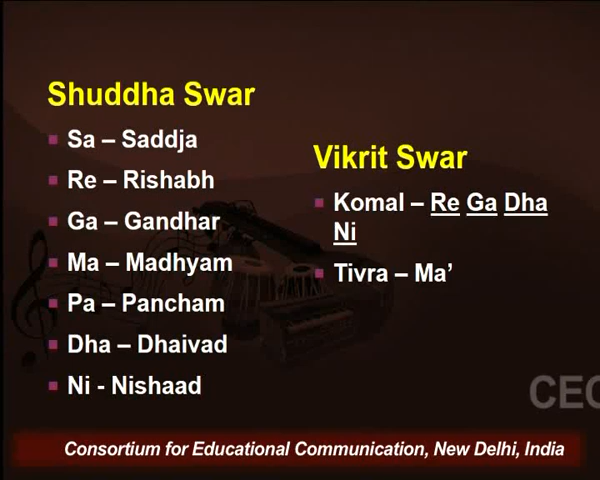 Shuddha Swar
Sa – Saddja
Re – Rishabh
Ga – Gandhar
Ma – Madhyam
Pa – Pancham
Dha – Dhaivad
Ni - Nishaad
Vikrit Swar
Komal – Re Ga Dha
Ni
Tivra – Ma’
CEC
Consortium for Educational Communication, New Delhi, India